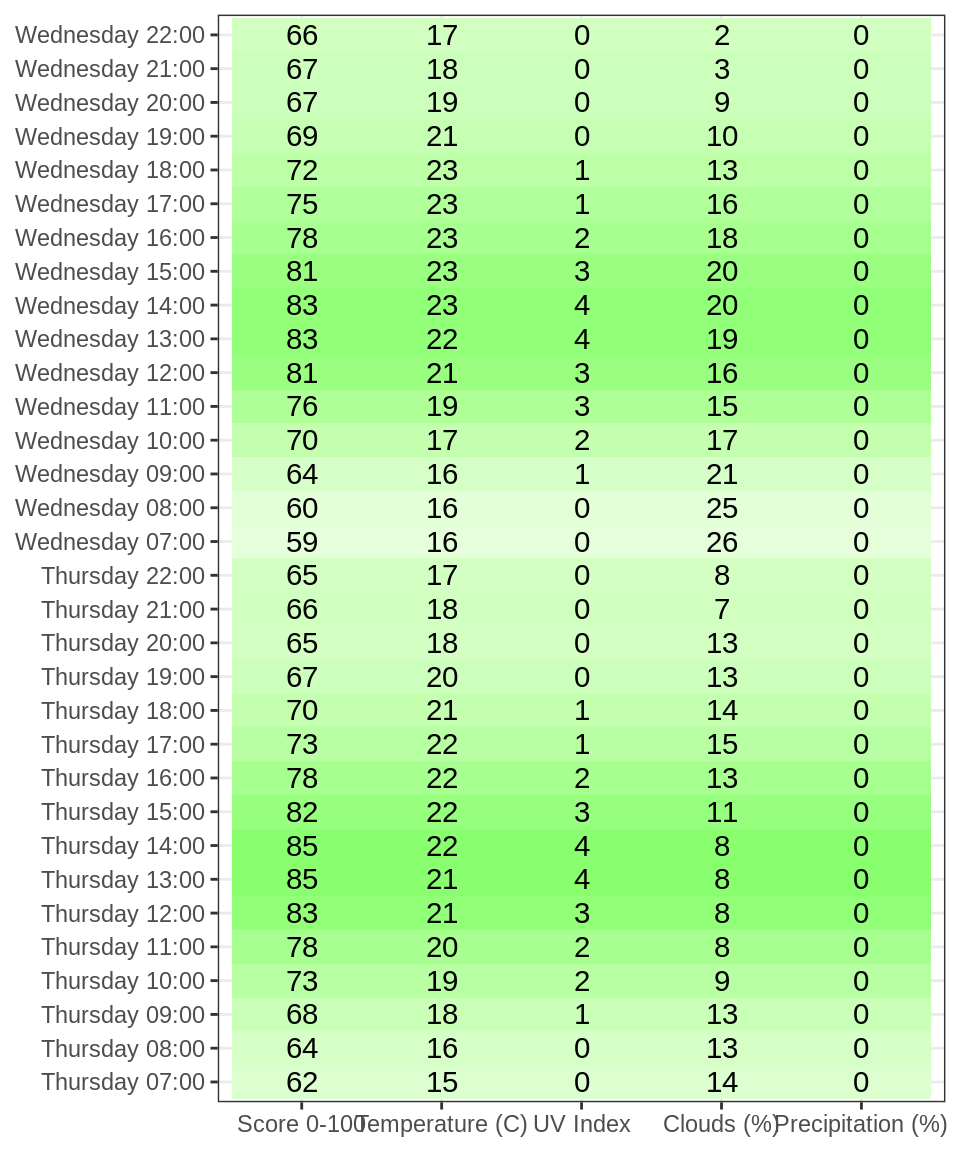 Wednesday 22:00 66 17 0 2 0
Wednesday 21:00 67 18 0 3 0
Wednesday 20:00 67 19 0 9 0
Wednesday 19:00 69 21 0 10 0
Wednesday 18:00 72 23 1 13 0
Wednesday 17:00 75 23 1 16 0
Wednesday 16:00 78 23 2 18 0
Wednesday 15:00 81 23 3 20 0
Wednesday 14:00 83 23 4 20 0
Wednesday 13:00 83 22 4 19 0
Wednesday 12:00 81 21 3 16 0
Wednesday 11:00 76 19 3 15 0
Wednesday 10:00 70 17 2 17 0
Wednesday 09:00 64 16 1 21 0
Wednesday 08:00 60 16 0 25 0
Wednesday 07:00 59 16 0 26 0
Thursday 22:00 65 17 0 8 0
Thursday 21:00 66 18 0 7 0
Thursday 20:00 65 18 0 13 0
Thursday 19:00 67 20 0 13 0
Thursday 18:00 70 21 1 14 0
Thursday 17:00 73 22 1 15 0
Thursday 16:00 78 22 2 13 0
Thursday 15:00 82 22 3 11 0
Thursday 14:00 85 22 4 8 0
Thursday 13:00 85 21 4 8 0
Thursday 12:00 83 21 3 8 0
Thursday 11:00 78 20 2 8 0
Thursday 10:00 73 19 2 9 0
Thursday 09:00 68 18 1 13 0
Thursday 08:00 64 16 0 13 0
Thursday 07:00 62 15 0 14 0
Score 0-100 Temperature (C) UV Index Clouds (%) Precipitation (%)